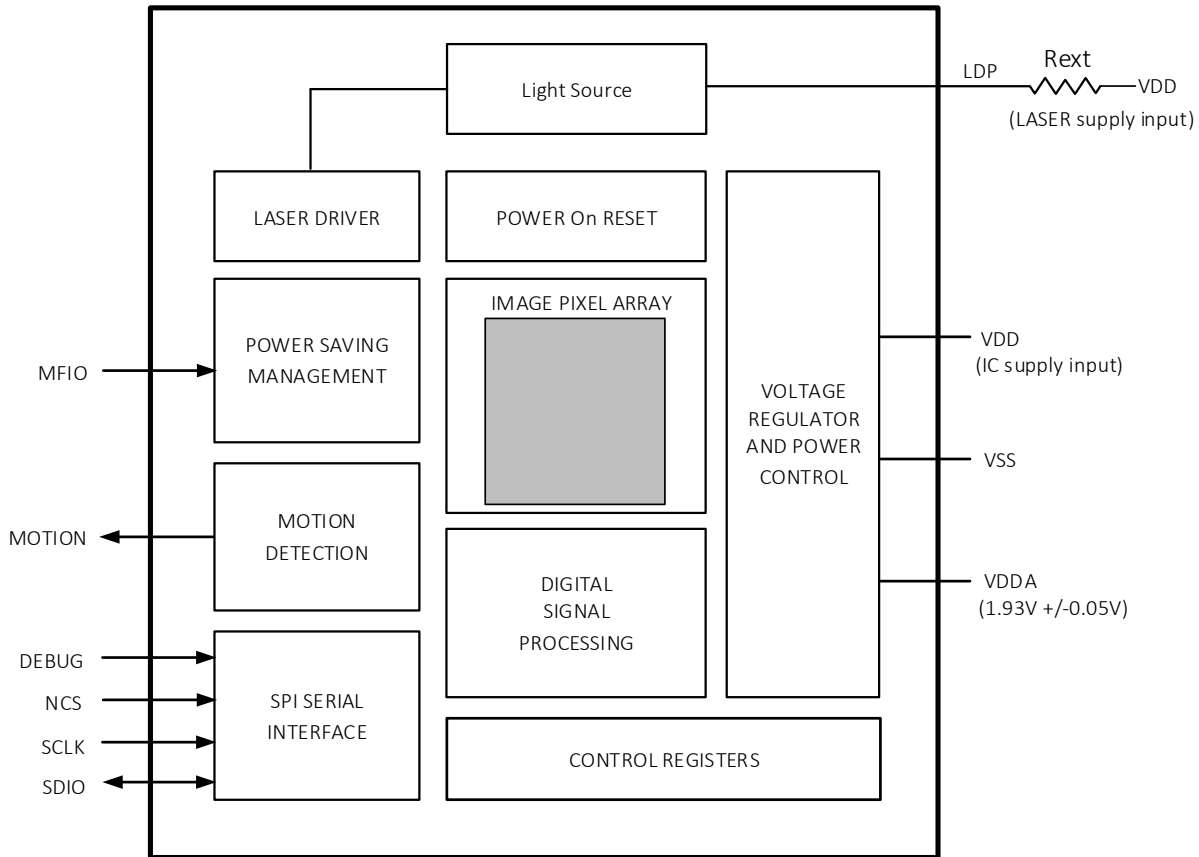 Light Source
LDP
Rext
VDD
(LASER supply input)
LASER DRIVER
POWER On RESET
IMAGE PIXEL ARRAY
POWER SAVING
MANAGEMENT
MFIO
VOLTAGE
REGULATOR
AND POWER
CONTROL
VDD
(IC supply input)
VSS
VDDA
(1.93V +/-0.05V)
MOTION
MOTION
DETECTION
DIGITAL
SIGNAL
PROCESSING
DEBUG
NCS
SCLK
SDIO
SPI SERIAL
INTERFACE
CONTROL REGISTERS